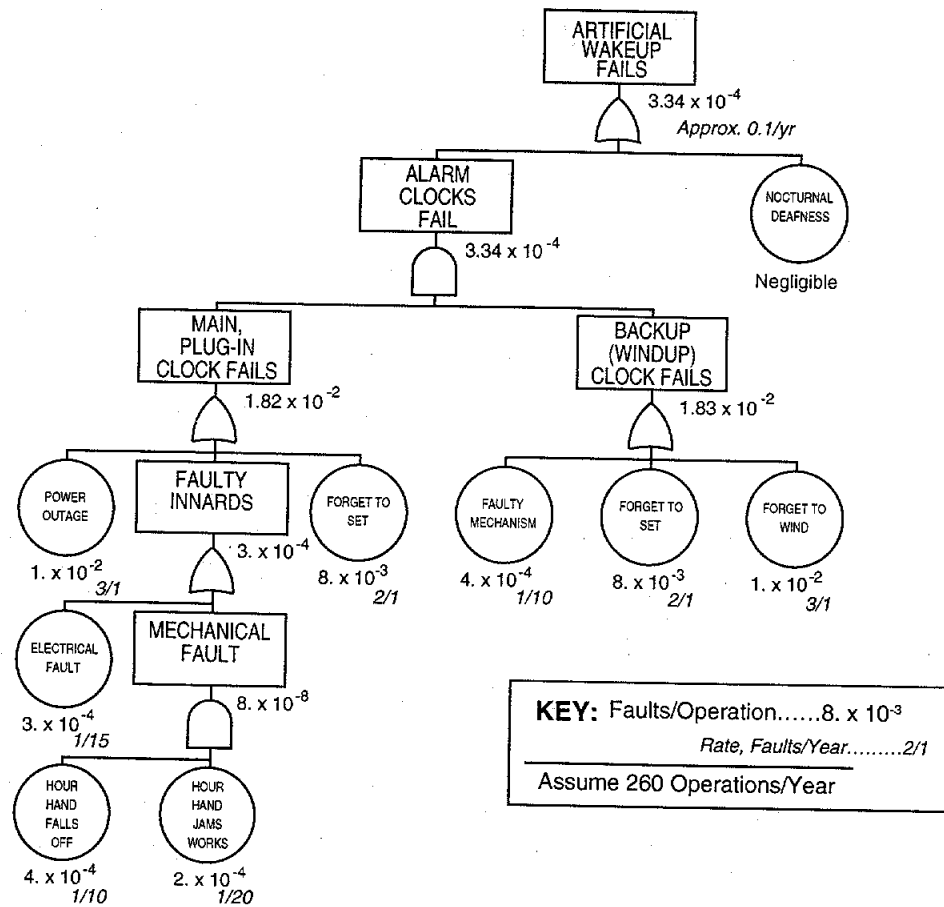 ARTIFICIAL
WAKEUP
FAILS
3.34 x 10⁻⁴
Approx. 0.1/yr
ALARM
CLOCKS
FAIL
3.34 x 10⁻⁴
NOCTURNAL
DEAFNESS
Negligible
MAIN,
PLUG-IN
CLOCK FAILS
1.82 x 10⁻²
BACKUP
(WINDUP)
CLOCK FAILS
1.83 x 10⁻²
POWER
OUTAGE
1. x 10⁻²
3/1
FAULTY
INNARDS
3. x 10⁻⁴
FORGET TO
SET
8. x 10⁻³
2/1
FAULTY
MECHANISM
4. x 10⁻⁴
1/10
FORGET TO
SET
8. x 10⁻³
2/1
FORGET TO
WIND
1. x 10⁻²
3/1
ELECTRICAL
FAULT
3. x 10⁻⁴
1/15
MECHANICAL
FAULT
8. x 10⁻⁸
HOUR
HAND
FALLS
OFF
4. x 10⁻⁴
1/10
HOUR
HAND
JAMS
WORKS
2. x 10⁻⁴
1/20
KEY: Faults/Operation......8. x 10⁻³
Rate, Faults/Year.........2/1
Assume 260 Operations/Year